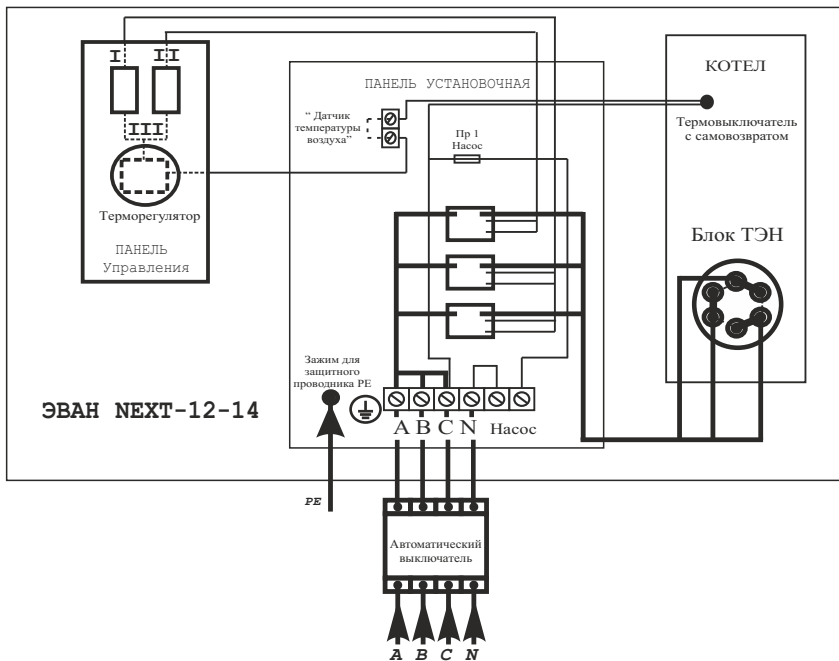 I II
III
Терморегулятор
ПАНЕЛЬ
Управления
ПАНЕЛЬ УСТАНОВОЧНАЯ
“ Датчик
температуры
воздуха”
Пр 1
Насос
КОТЕЛ
Термовыключатель
с самовозвратом
Блок ТЭН
Зажим для
защитного
проводника PE
ЭВАН NEXT-12-14
A B C N Насос
PE
Автоматический
выключатель
A B C N